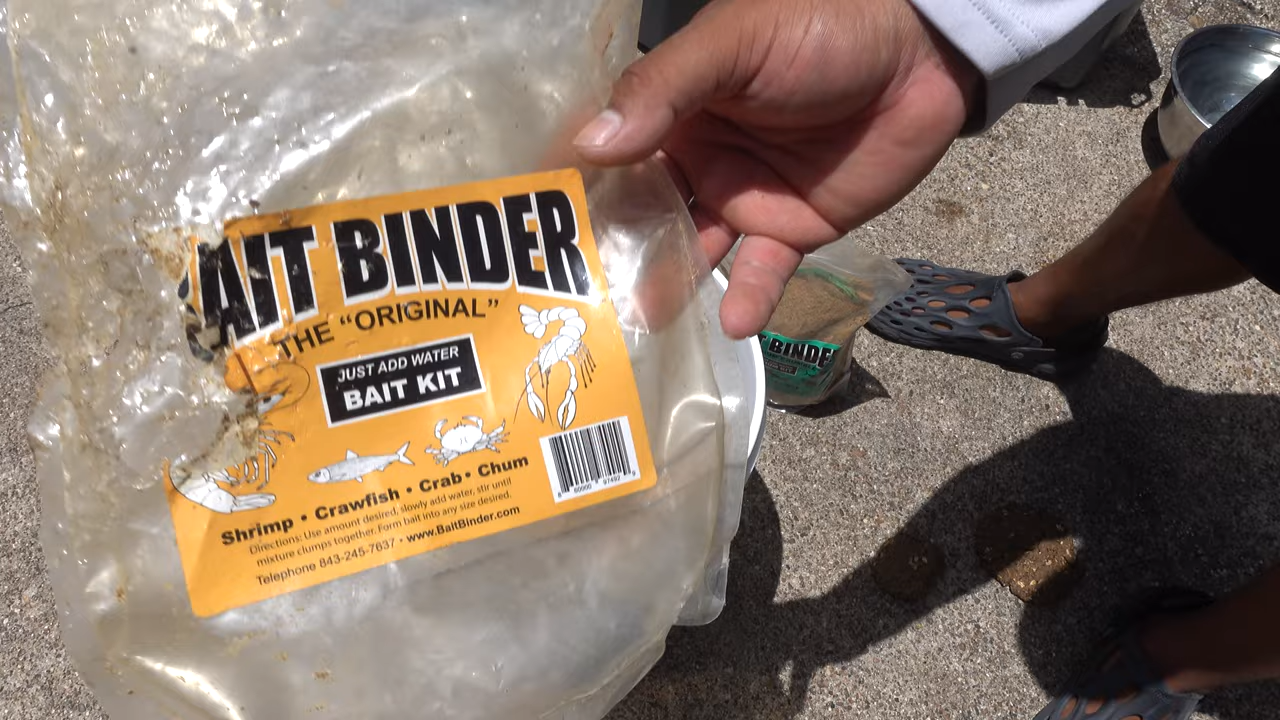 BAIT BINDER
THE "ORIGINAL"
JUST ADD WATER
BAIT KIT
Shrimp • Crawfish • Crab • Chum
Directions: Use amount desired, slowly add water, stir until
mixture clumps together. Form bait into any size desired.
Telephone 843-245-7637 • www.BaitBinder.com
T BINDE